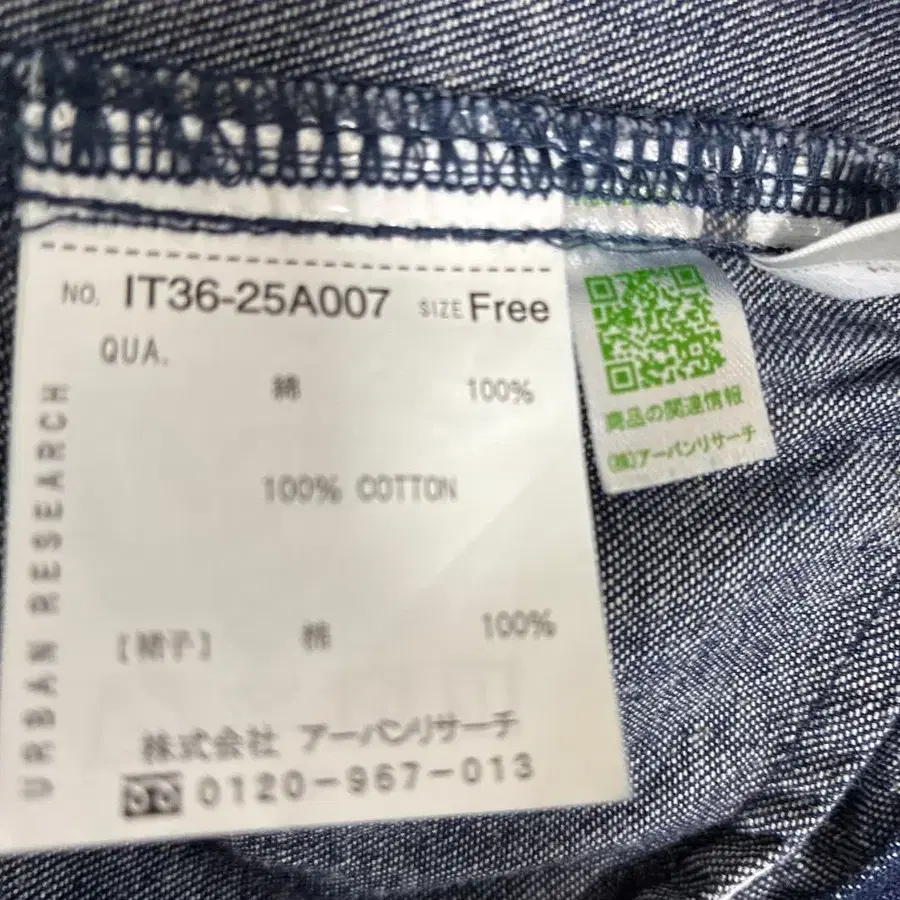 NO. IT36-25A007 SIZE Free
QUA.
綿 100%
100% COTTON
[裙子] 棉 100%
株式会社 アーバンリサーチ
0120-967-013
URBAN RESEARCH
商品の関連情報
(株)アーバンリサーチ